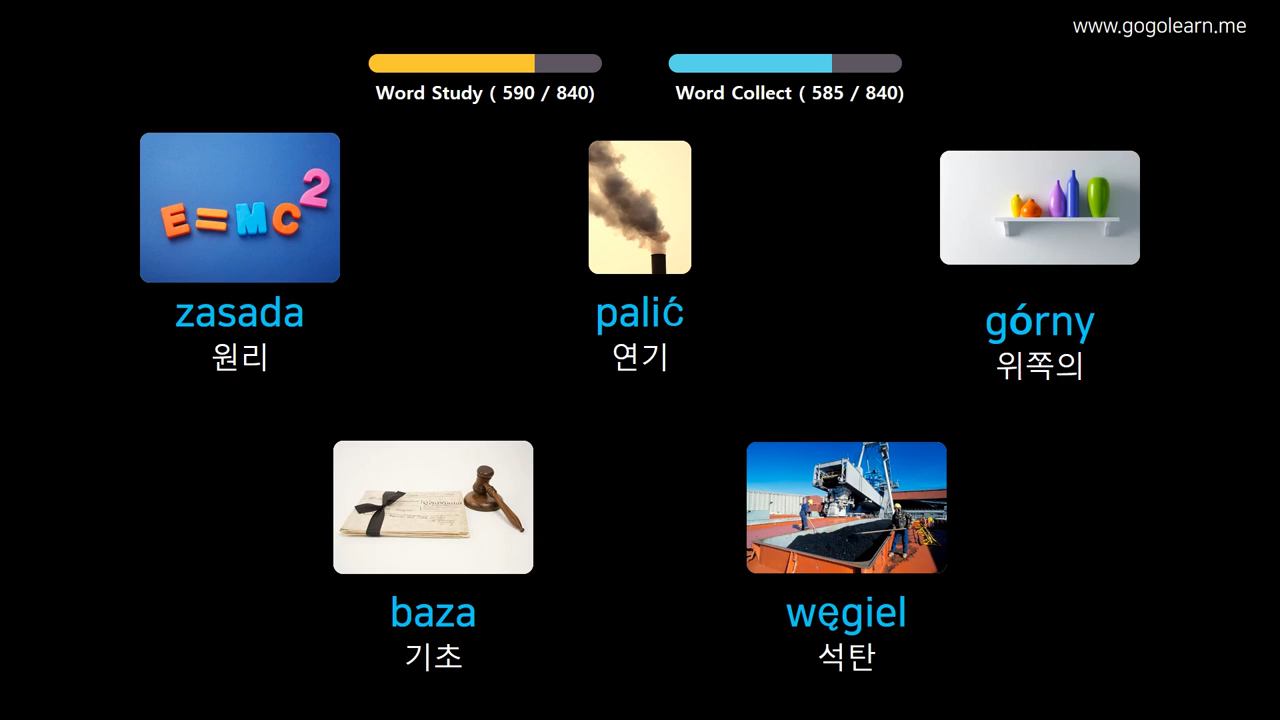 www.gogolearn.me
Word Study ( 590 / 840)
Word Collect ( 585 / 840)
E=MC2
zasada
원리
palić
연기
górny
위쪽의
baza
기초
węgiel
석탄